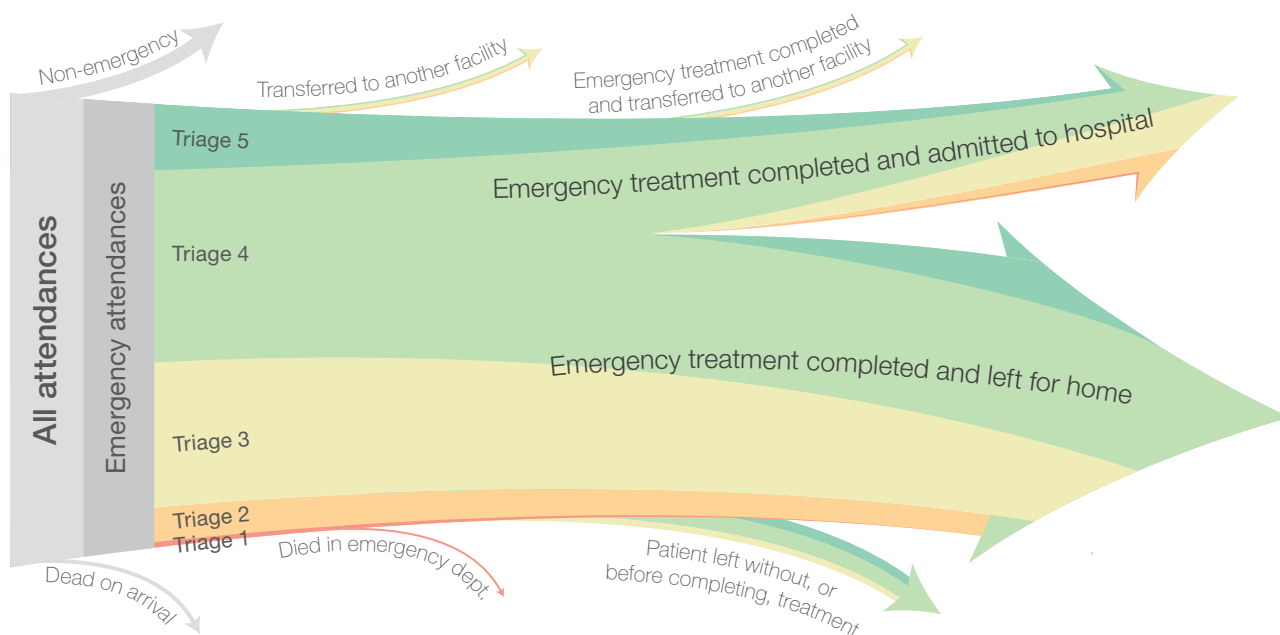 Non-emergency
Transferred to another facility
Emergency treatment completed
and transferred to another facility
All attendances
Emergency attendances
Triage 5
Emergency treatment completed and admitted to hospital
Triage 4
Emergency treatment completed and left for home
Triage 3
Triage 2
Triage 1
Died in emergency dept.
Patient left without, or
before completing, treatment
Dead on arrival